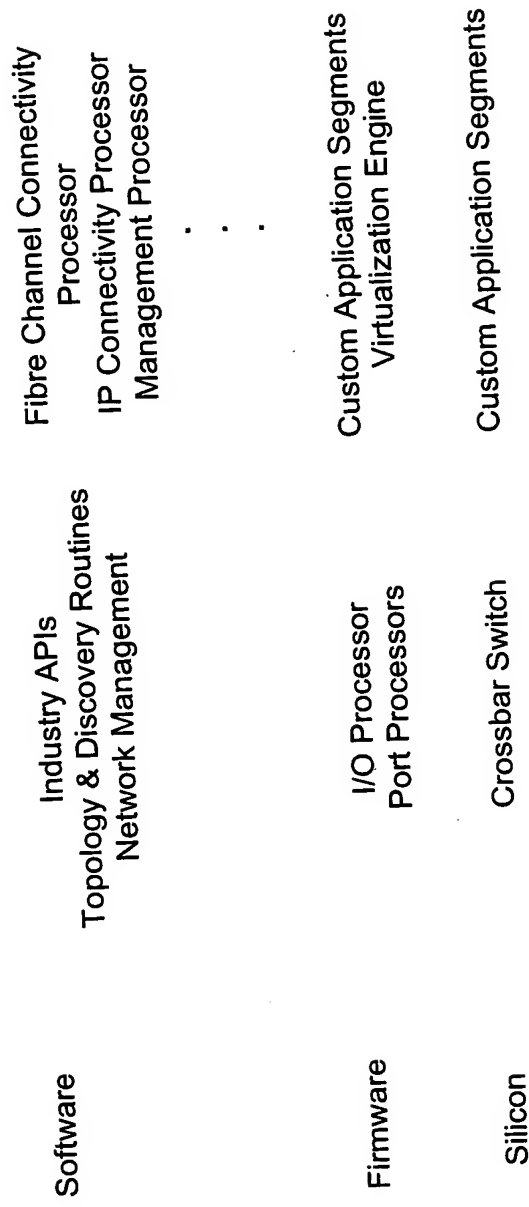 Software
Industry APIs
Topology & Discovery Routines
Network Management
Fibre Channel Connectivity
Processor
IP Connectivity Processor
Management Processor
.
.
.
Firmware
I/O Processor
Port Processors
Custom Application Segments
Virtualization Engine
Silicon
Crossbar Switch
Custom Application Segments